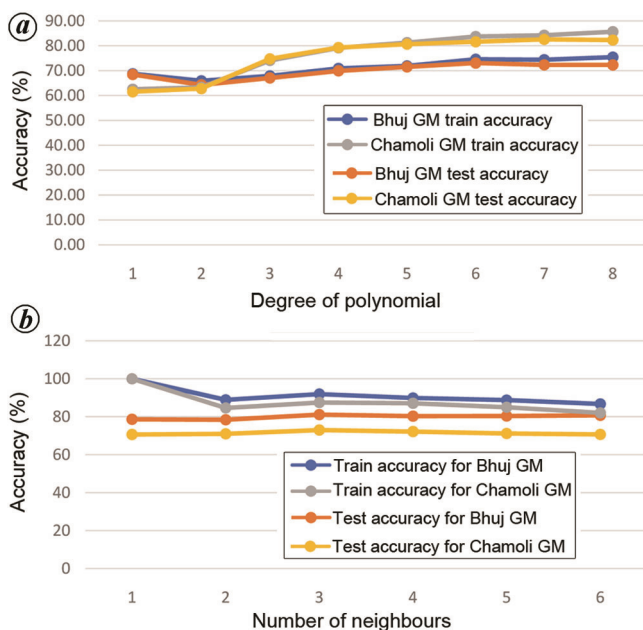 a
90.00
80.00
70.00
60.00
50.00
40.00
30.00
20.00
10.00
0.00
Accuracy (%)
Bhuj GM train accuracy
Chamoli GM train accuracy
Bhuj GM test accuracy
Chamoli GM test accuracy
1 2 3 4 5 6 7 8
Degree of polynomial
b
120
100
80
60
40
20
0
Accuracy (%)
Train accuracy for Bhuj GM
Train accuracy for Chamoli GM
Test accuracy for Bhuj GM
Test accuracy for Chamoli GM
1 2 3 4 5 6
Number of neighbours